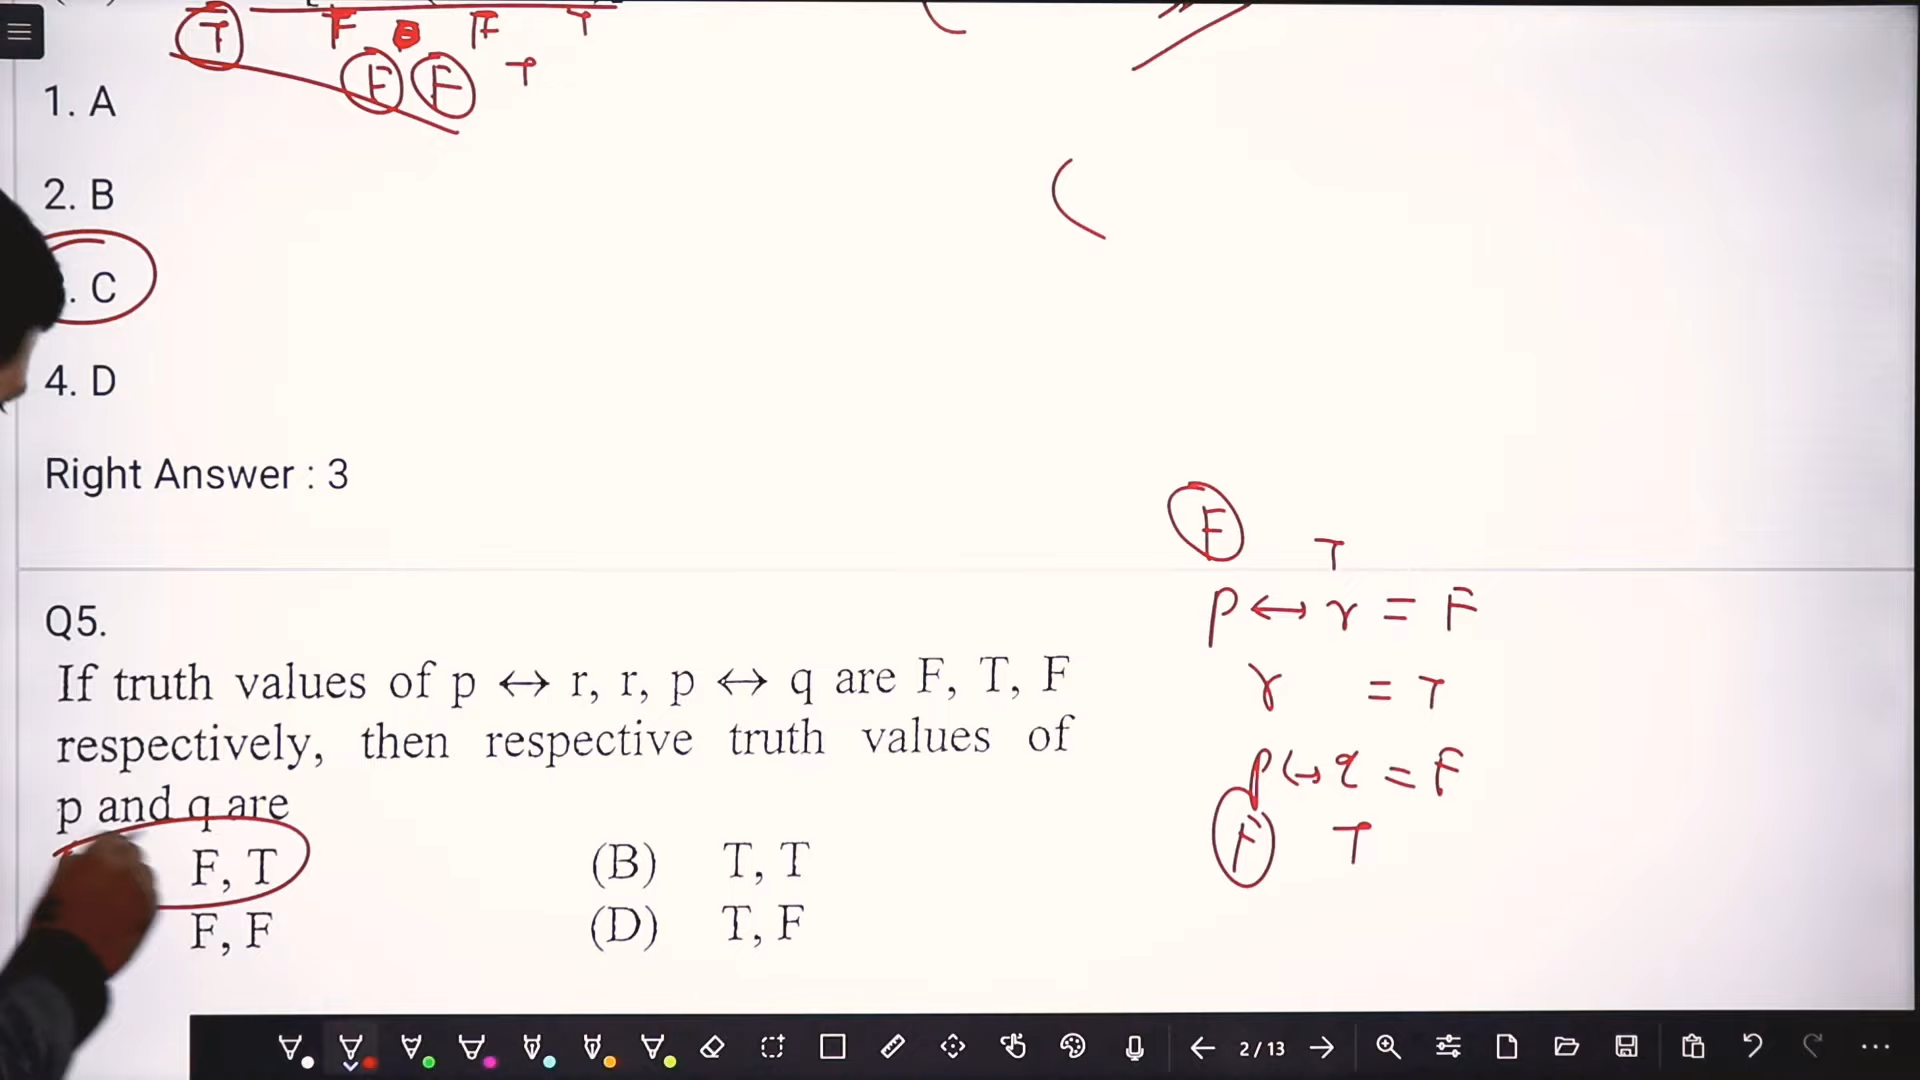 T F F T
F F T
1. A
2. B
. C
4. D
Right Answer : 3
F
T
p ↔ r = F
r = T
p ↔ q = F
F T
Q5.
If truth values of p ↔ r, r, p ↔ q are F, T, F
respectively, then respective truth values of
p and q are
F, T (B) T, T
F, F (D) T, F
2 / 13